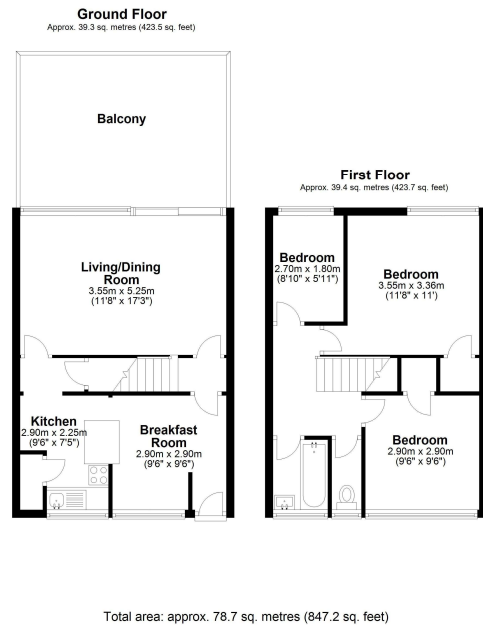 Ground Floor
Approx. 39.3 sq. metres (423.5 sq. feet)
Balcony
Living/Dining
Room
3.55m x 5.25m
(11'8" x 17'3")
Kitchen
2.90m x 2.25m
(9'6" x 7'5")
Breakfast
Room
2.90m x 2.90m
(9'6" x 9'6")
First Floor
Approx. 39.4 sq. metres (423.7 sq. feet)
Bedroom
2.70m x 1.80m
(8'10" x 5'11")
Bedroom
3.55m x 3.36m
(11'8" x 11')
Bedroom
2.90m x 2.90m
(9'6" x 9'6")
Total area: approx. 78.7 sq. metres (847.2 sq. feet)